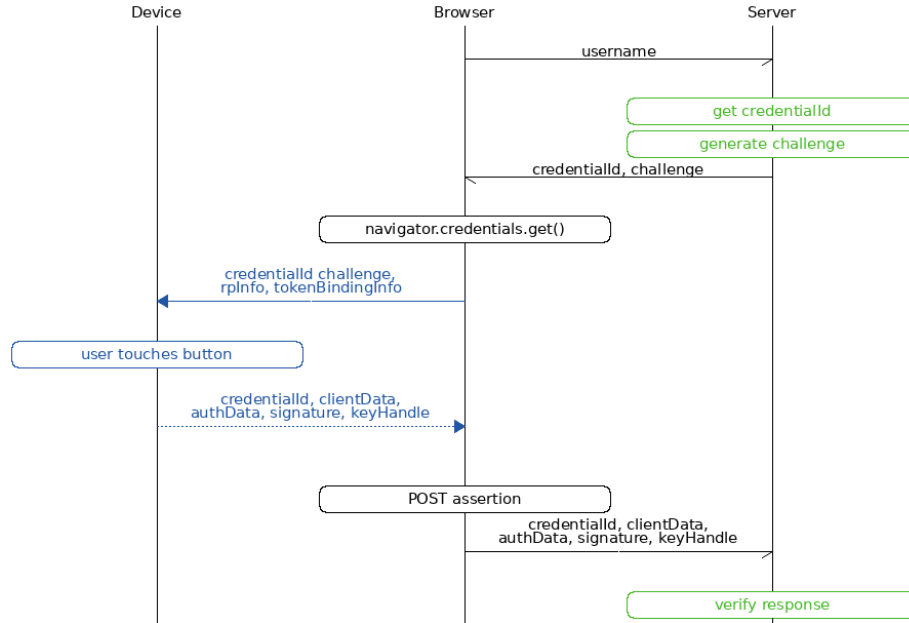 Device
Browser
Server
username
get credentialId
generate challenge
credentialId, challenge
navigator.credentials.get()
credentialId challenge,
rpInfo, tokenBindingInfo
user touches button
credentialId, clientData,
authData, signature, keyHandle
POST assertion
credentialId, clientData,
authData, signature, keyHandle
verify response